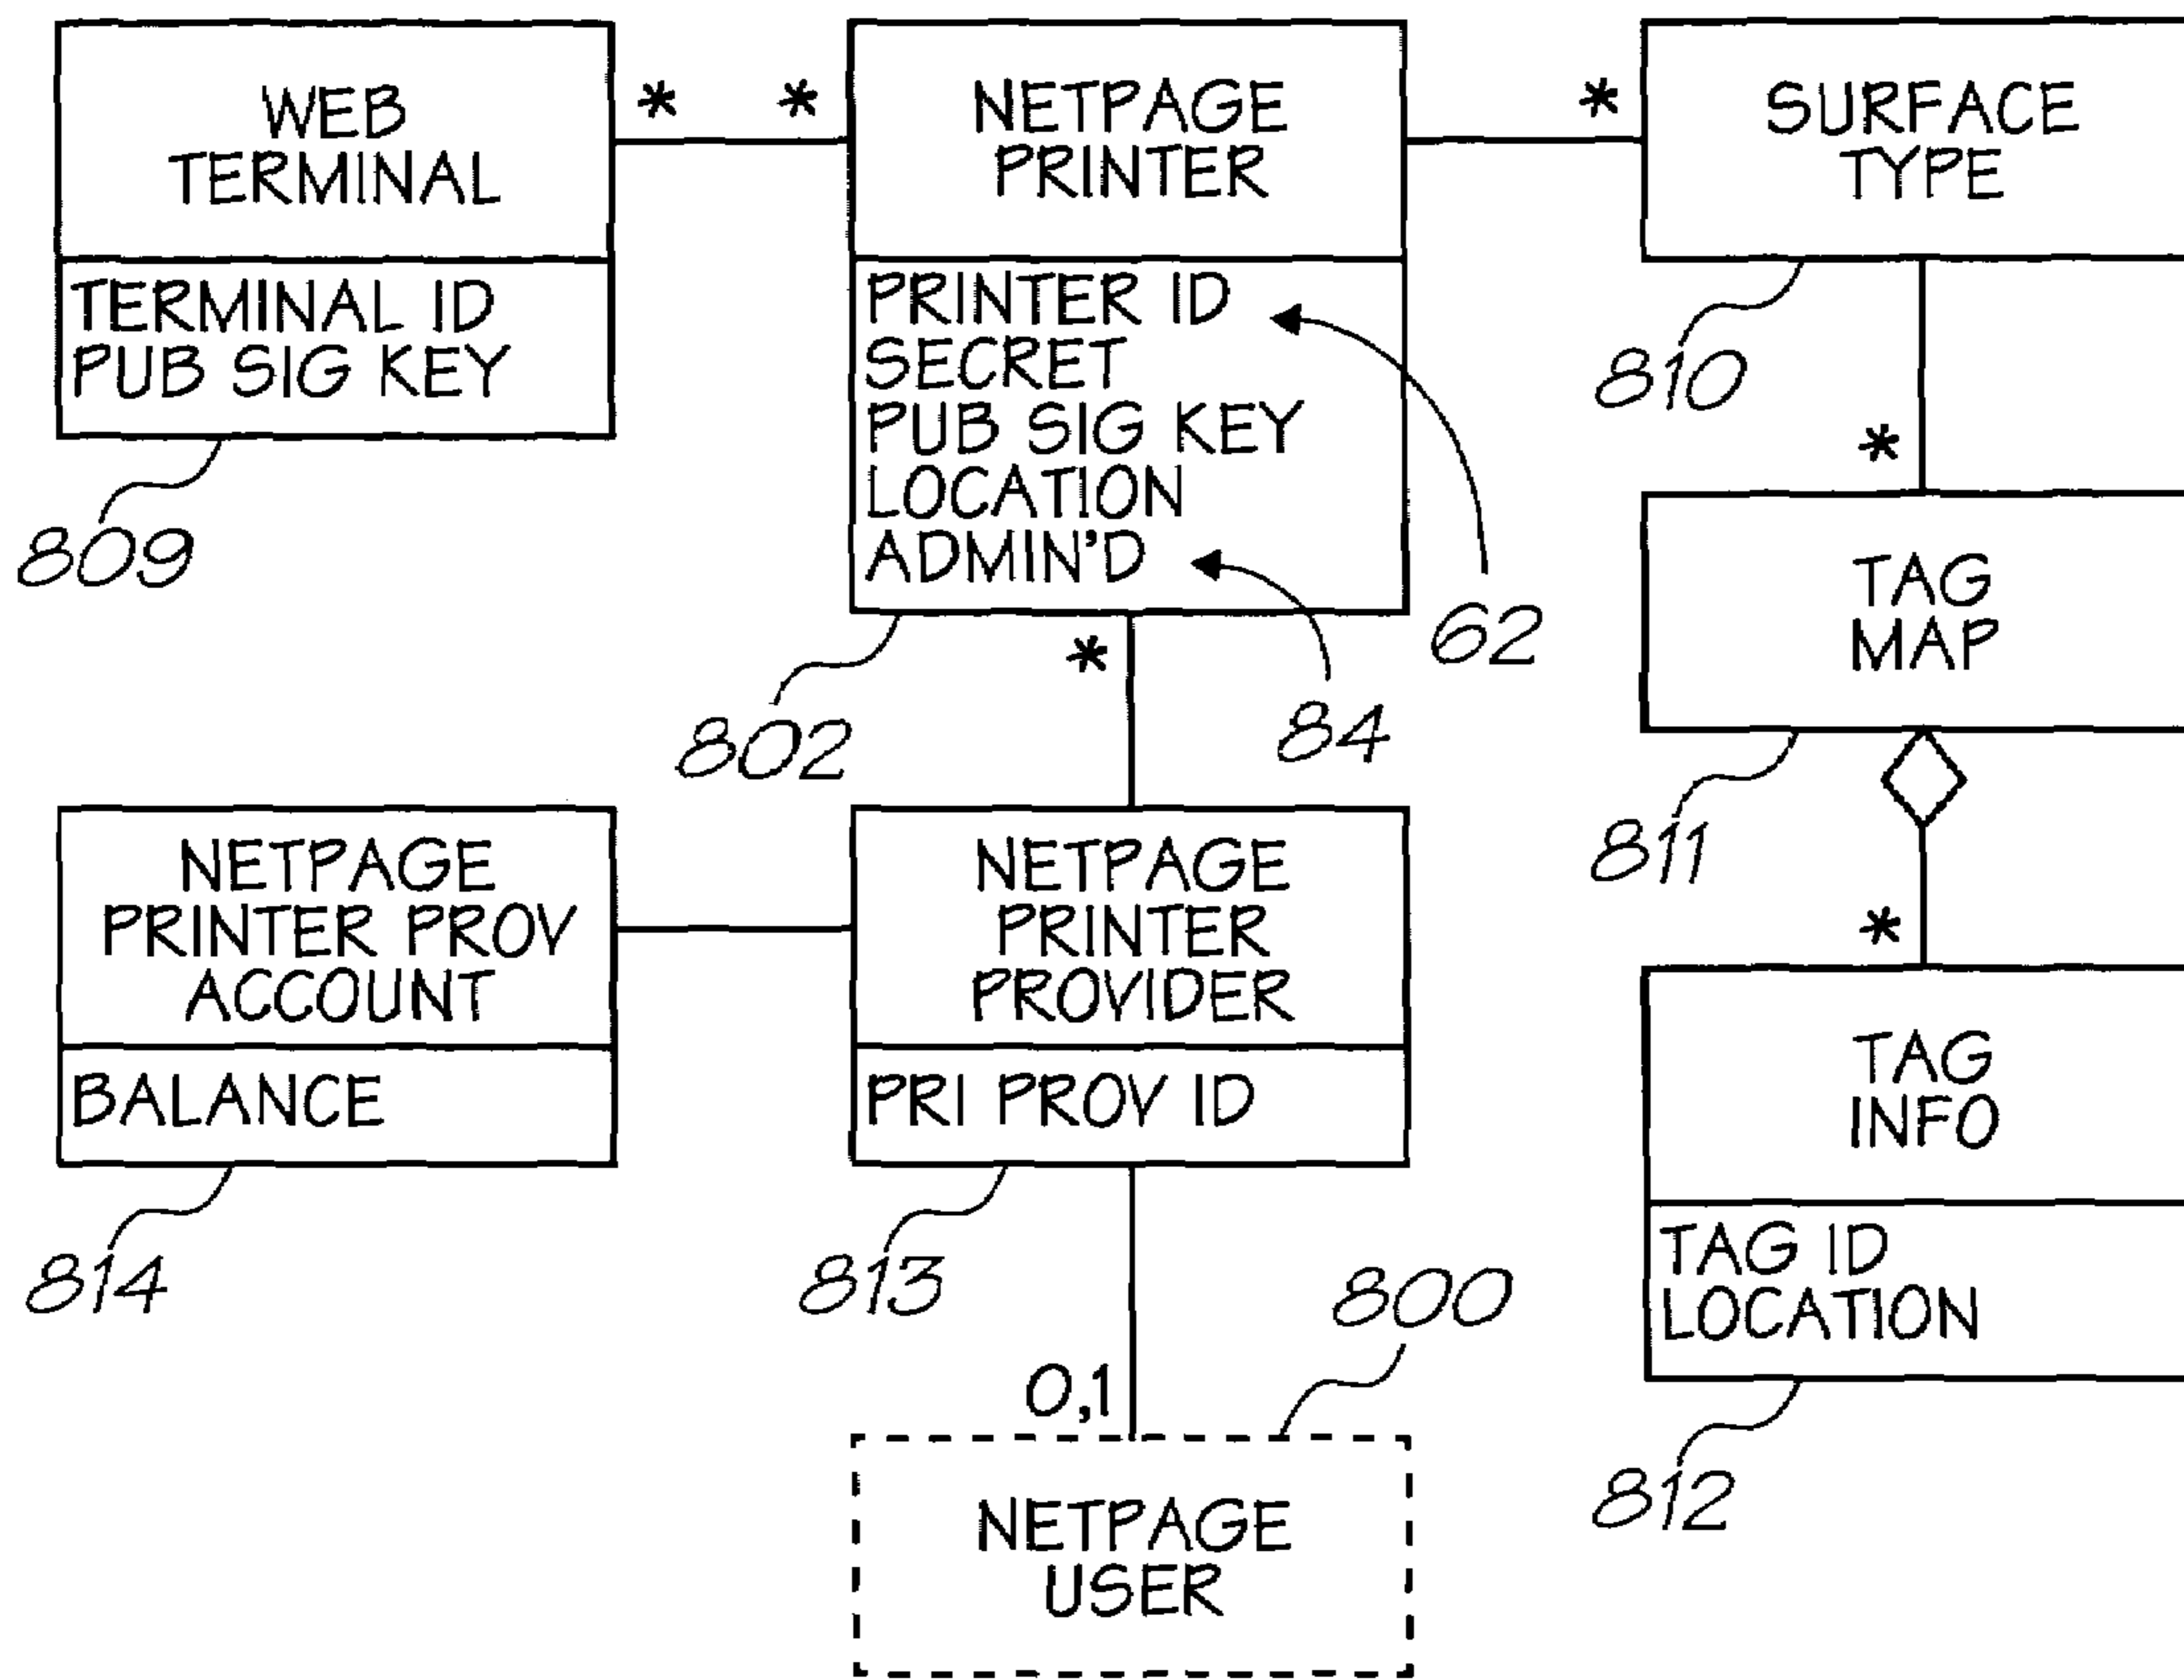 WEB
TERMINAL
TERMINAL ID
PUB SIG KEY
809
*
*
NETPAGE
PRINTER
PRINTER ID
SECRET
PUB SIG KEY
LOCATION
ADMIN'D
62
84
802
*
*
SURFACE
TYPE
810
*
TAG
MAP
811
*
TAG
INFO
TAG ID
LOCATION
812
NETPAGE
PRINTER PROV
ACCOUNT
BALANCE
814
NETPAGE
PRINTER
PROVIDER
PRI PROV ID
813
0,1
800
NETPAGE
USER